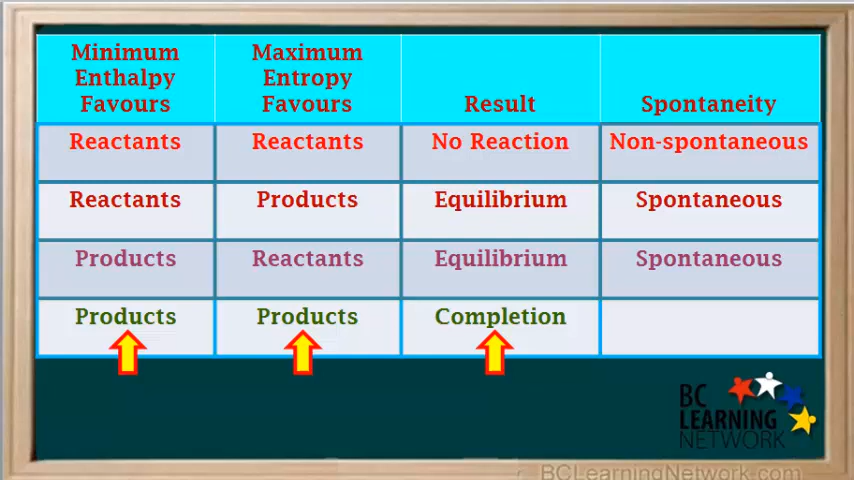 Minimum Enthalpy Favours
Maximum Entropy Favours
Result
Spontaneity
Reactants
Reactants
No Reaction
Non-spontaneous
Reactants
Products
Equilibrium
Spontaneous
Products
Reactants
Equilibrium
Spontaneous
Products
Products
Completion
BC
LEARNING
NETWORK
BCLearningNetwork.com